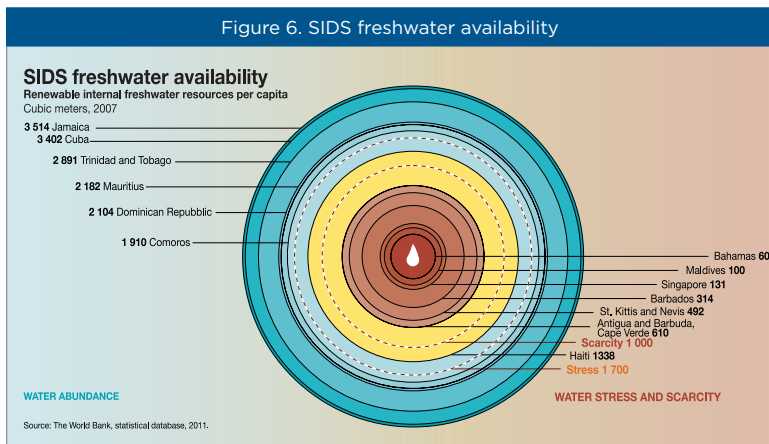 Figure 6. SIDS freshwater availability
SIDS freshwater availability
Renewable internal freshwater resources per capita
Cubic meters, 2007
3 514 Jamaica
3 402 Cuba
2 891 Trinidad and Tobago
2 182 Mauritius
2 104 Dominican Repubblic
1 910 Comoros
Bahamas 60
Maldives 100
Singapore 131
Barbados 314
St. Kittis and Nevis 492
Antigua and Barbuda,
Cape Verde 610
Scarcity 1 000
Haiti 1338
Stress 1 700
WATER ABUNDANCE
WATER STRESS AND SCARCITY
Source: The World Bank, statistical database, 2011.